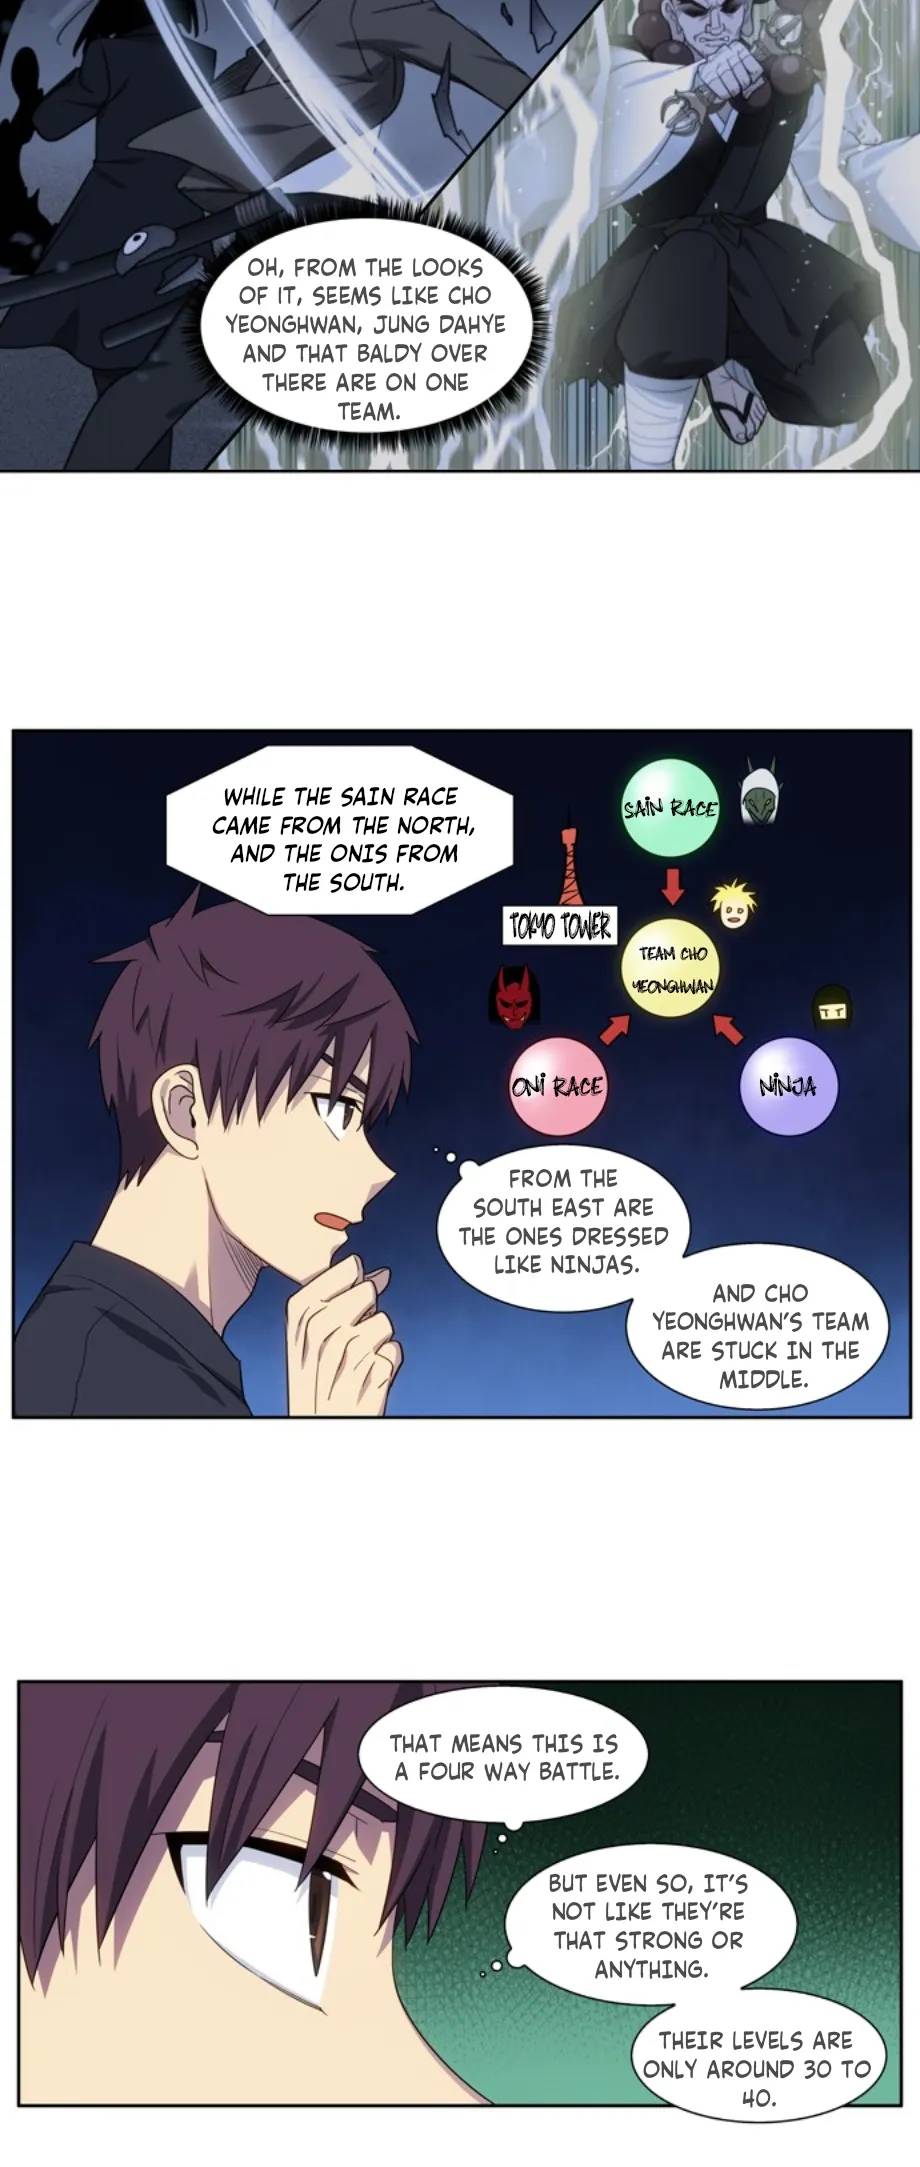 OH, FROM THE LOOKS
OF IT, SEEMS LIKE CHO
YEONGHWAN, JUNG DAHYE
AND THAT BALDY OVER
THERE ARE ON ONE
TEAM.
WHILE THE SAIN RACE
CAME FROM THE NORTH,
AND THE ONIS FROM
THE SOUTH.
SAIN RACE
TOKYO TOWER
TEAM CHO
YEONGHWAN
ONI RACE
NINJA
FROM THE
SOUTH EAST ARE
THE ONES DRESSED
LIKE NINJAS.
AND CHO
YEONGHWAN'S TEAM
ARE STUCK IN THE
MIDDLE.
THAT MEANS THIS IS
A FOUR WAY BATTLE.
BUT EVEN SO, IT'S
NOT LIKE THEY'RE
THAT STRONG OR
ANYTHING.
THEIR LEVELS ARE
ONLY AROUND 30 TO
40.